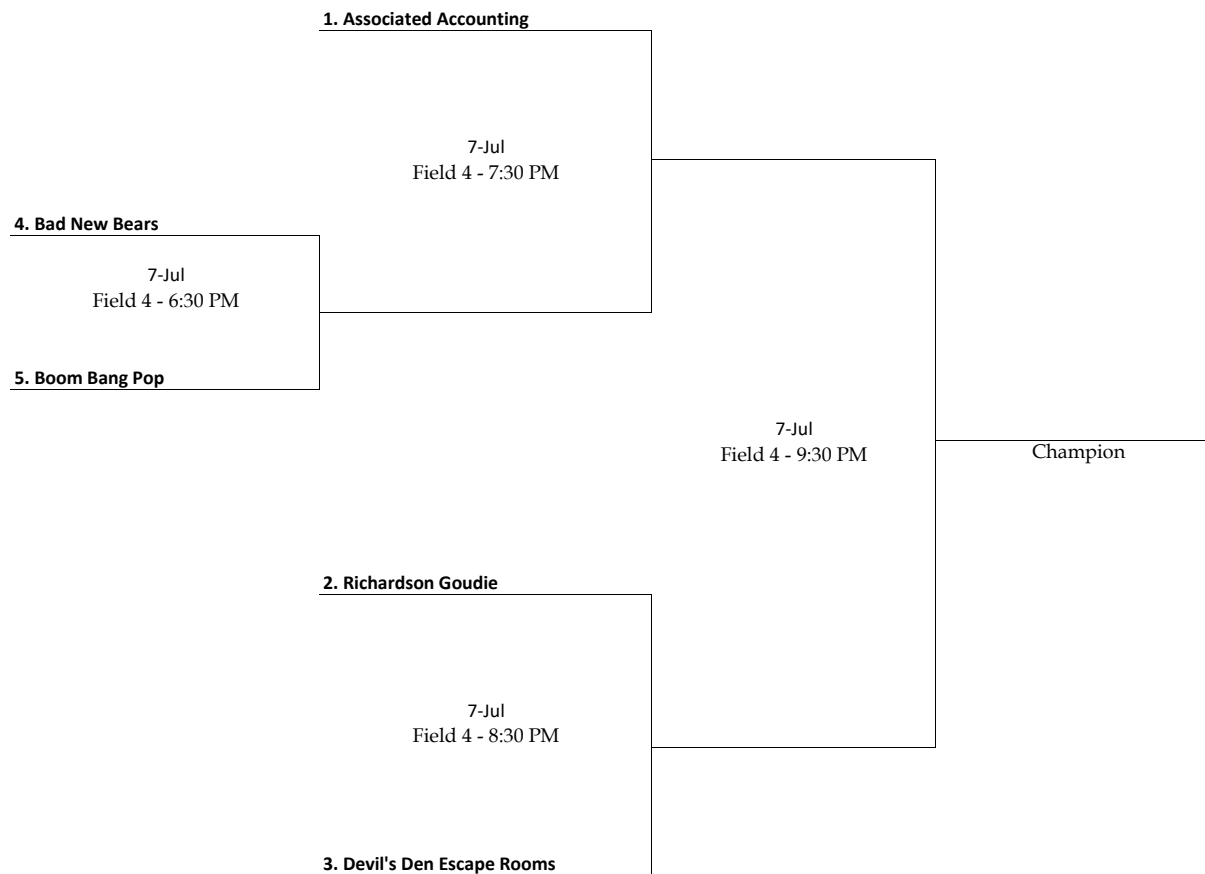 1. Associated Accounting
7-Jul
Field 4 - 7:30 PM
4. Bad New Bears
7-Jul
Field 4 - 6:30 PM
5. Boom Bang Pop
7-Jul
Field 4 - 9:30 PM
Champion
2. Richardson Goudie
7-Jul
Field 4 - 8:30 PM
3. Devil's Den Escape Rooms